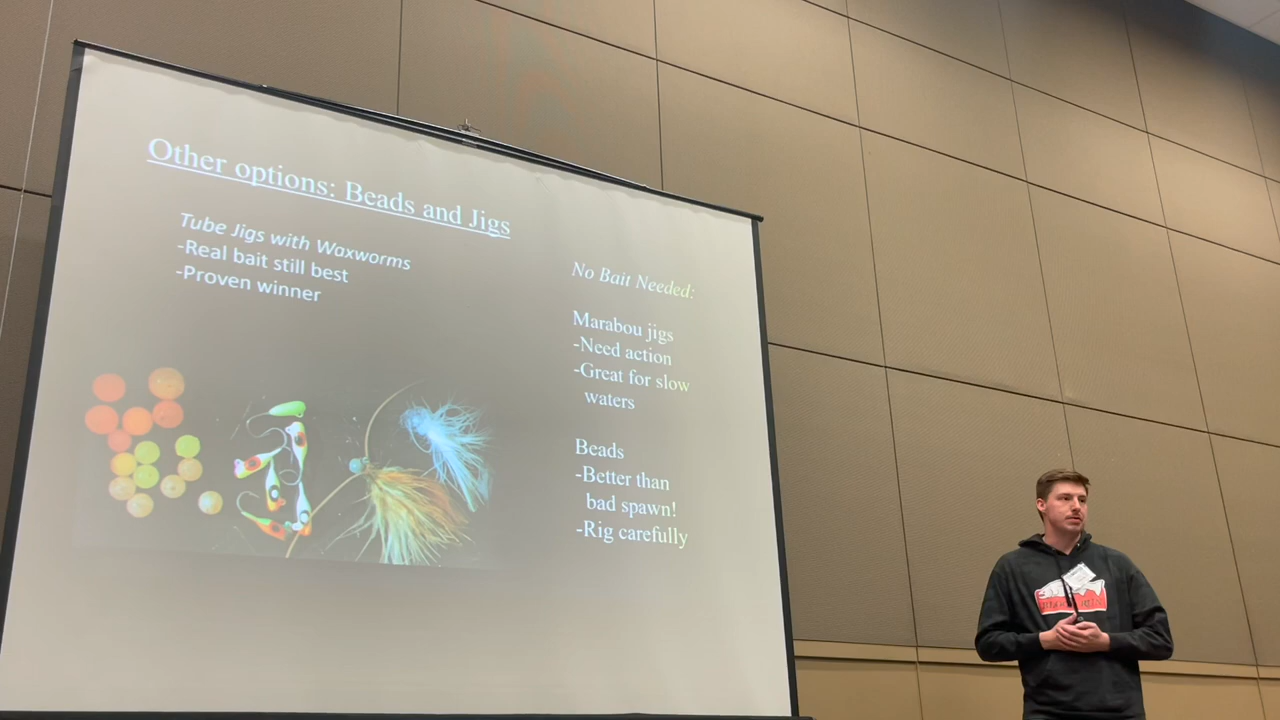 Other options: Beads and Jigs
Tube Jigs with Waxworms
-Real bait still best
-Proven winner
No Bait Needed:
Marabou jigs
-Need action
-Great for slow
waters
Beads
-Better than
bad spawn!
-Rig carefully